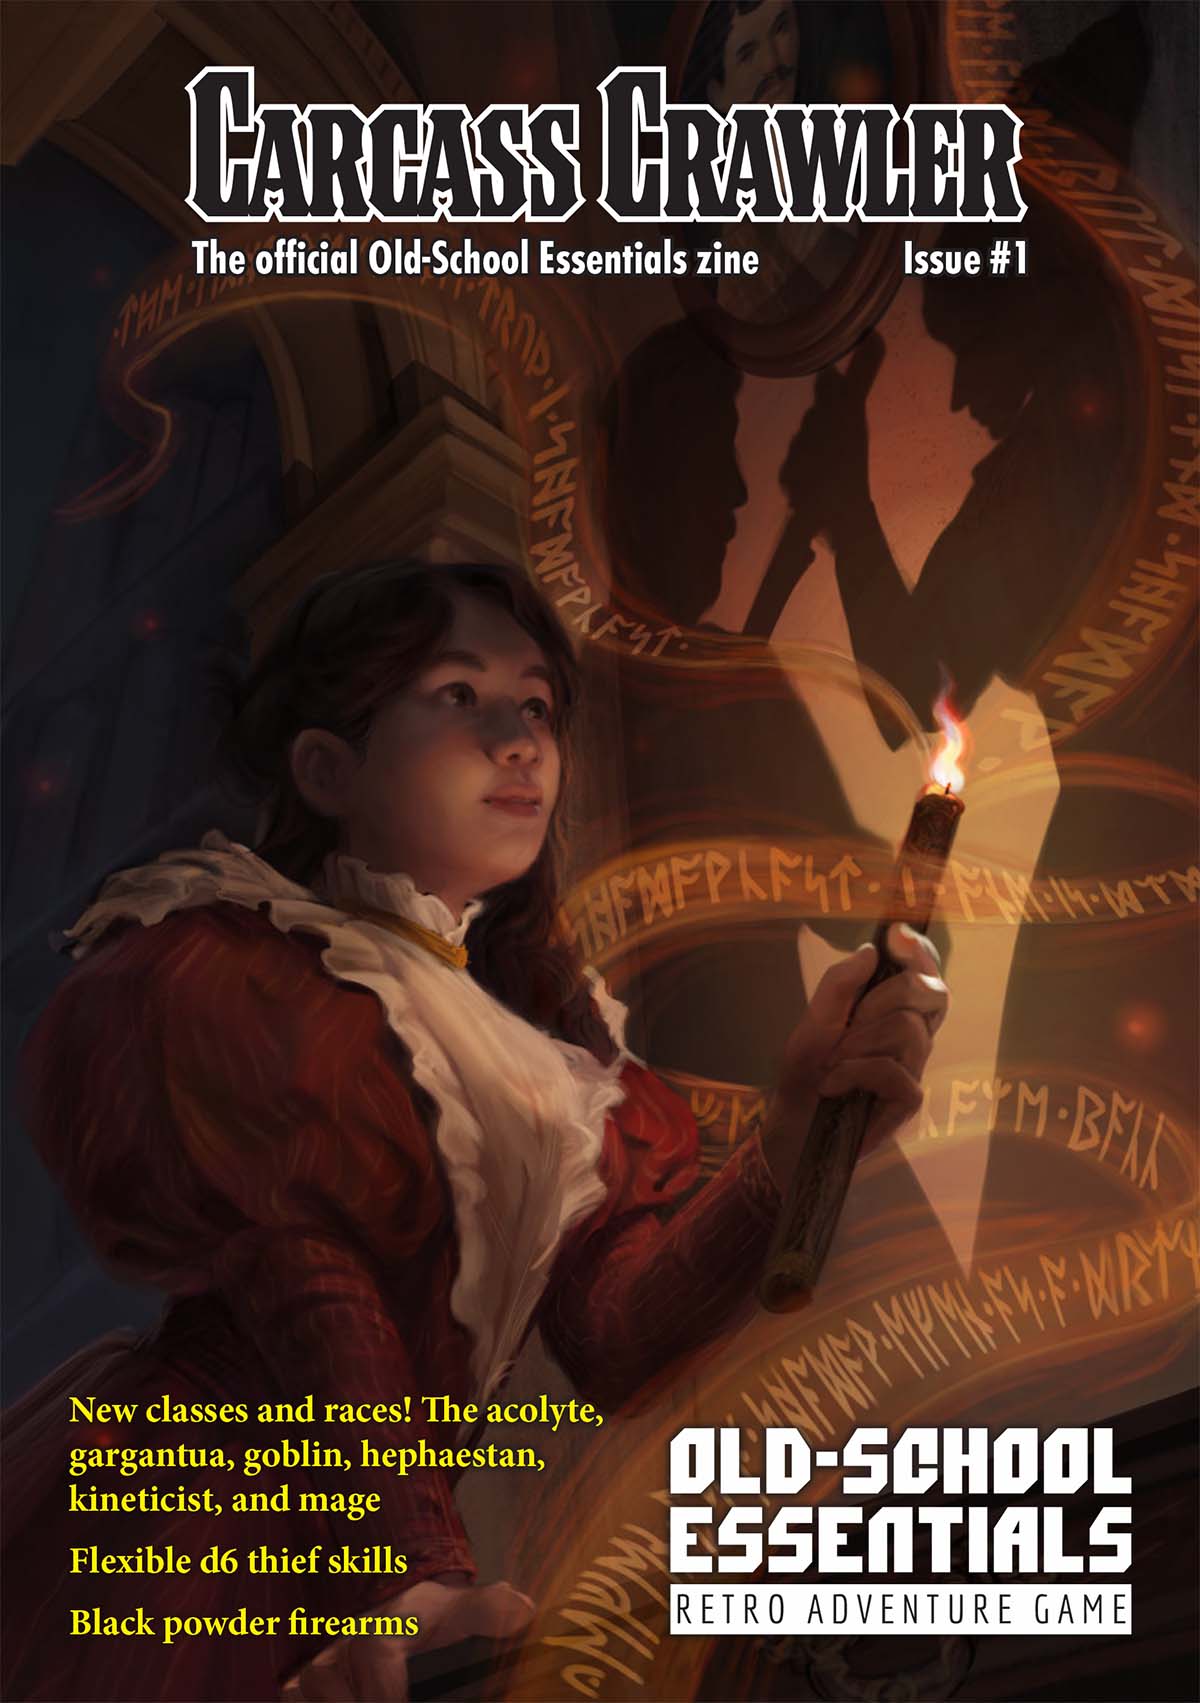 CARCASS CRAWLER
The official Old-School Essentials zine
Issue #1
New classes and races! The acolyte,
gargantua, goblin, hephaestan,
kineticist, and mage
Flexible d6 thief skills
Black powder firearms
OLD-SCHOOL
ESSENTIALS
RETRO ADVENTURE GAME